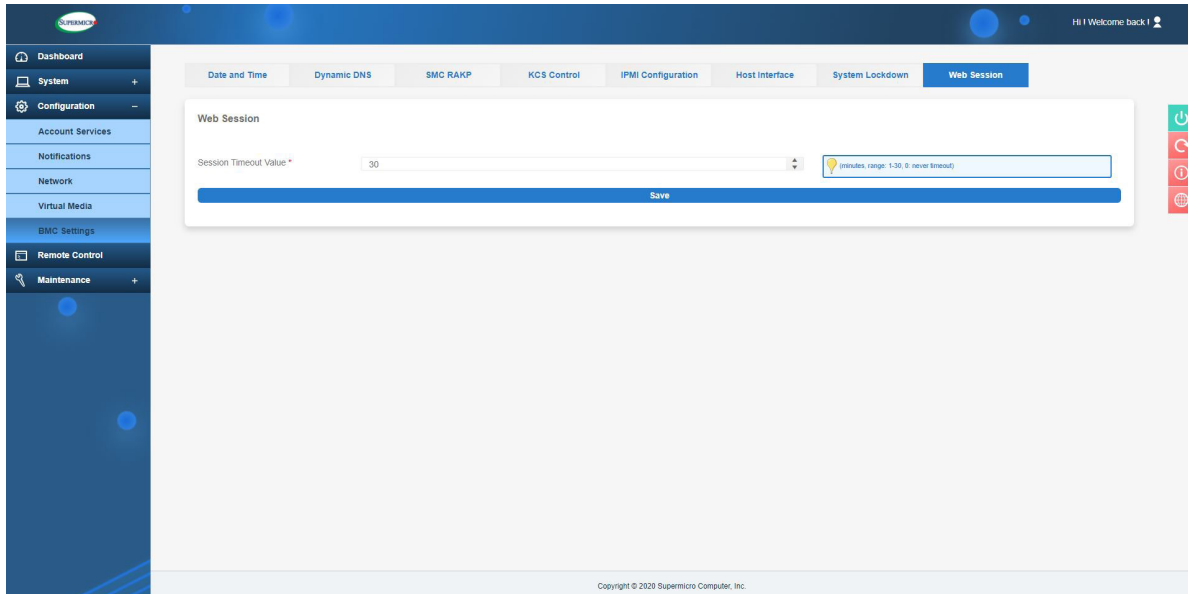 SUPERMICR
Hi ! Welcome back !
Dashboard
System +
Configuration –
Account Services
Notifications
Network
Virtual Media
BMC Settings
Remote Control
Maintenance +
Date and Time Dynamic DNS SMC RAKP KCS Control IPMI Configuration Host Interface System Lockdown Web Session
Web Session
Session Timeout Value * 30 (minutes, range: 1-30, 0: never timeout)
Save
Copyright © 2020 Supermicro Computer, Inc.